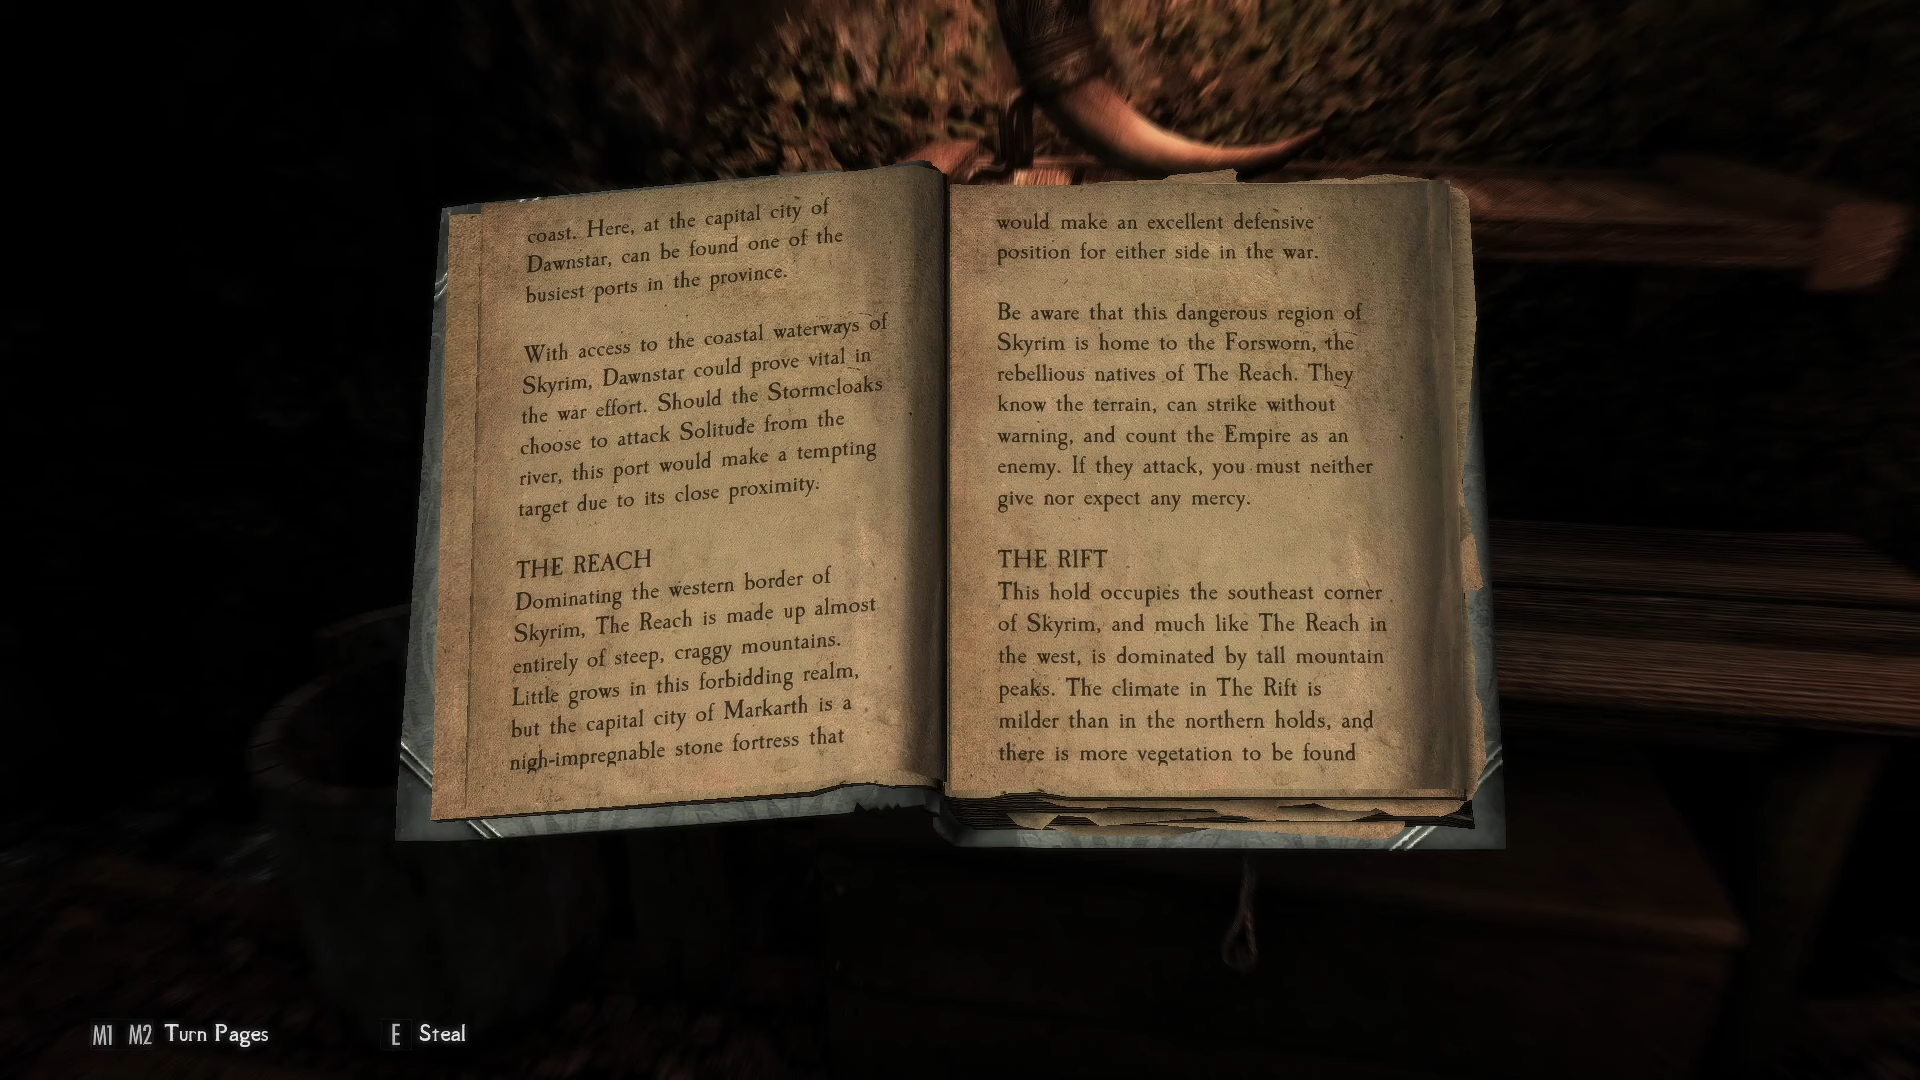 coast. Here, at the capital city of
Dawnstar, can be found one of the
busiest ports in the province.
With access to the coastal waterways of
Skyrim, Dawnstar could prove vital in
the war effort. Should the Stormcloaks
choose to attack Solitude from the
river, this port would make a tempting
target due to its close proximity.
THE REACH
Dominating the western border of
Skyrim, The Reach is made up almost
entirely of steep, craggy mountains.
Little grows in this forbidding realm,
but the capital city of Markarth is a
nigh-impregnable stone fortress that
would make an excellent defensive
position for either side in the war.
Be aware that this dangerous region of
Skyrim is home to the Forsworn, the
rebellious natives of The Reach. They
know the terrain, can strike without
warning, and count the Empire as an
enemy. If they attack, you must neither
give nor expect any mercy.
THE RIFT
This hold occupies the southeast corner
of Skyrim, and much like The Reach in
the west, is dominated by tall mountain
peaks. The climate in The Rift is
milder than in the northern holds, and
there is more vegetation to be found
M1 M2 Turn Pages
E Steal